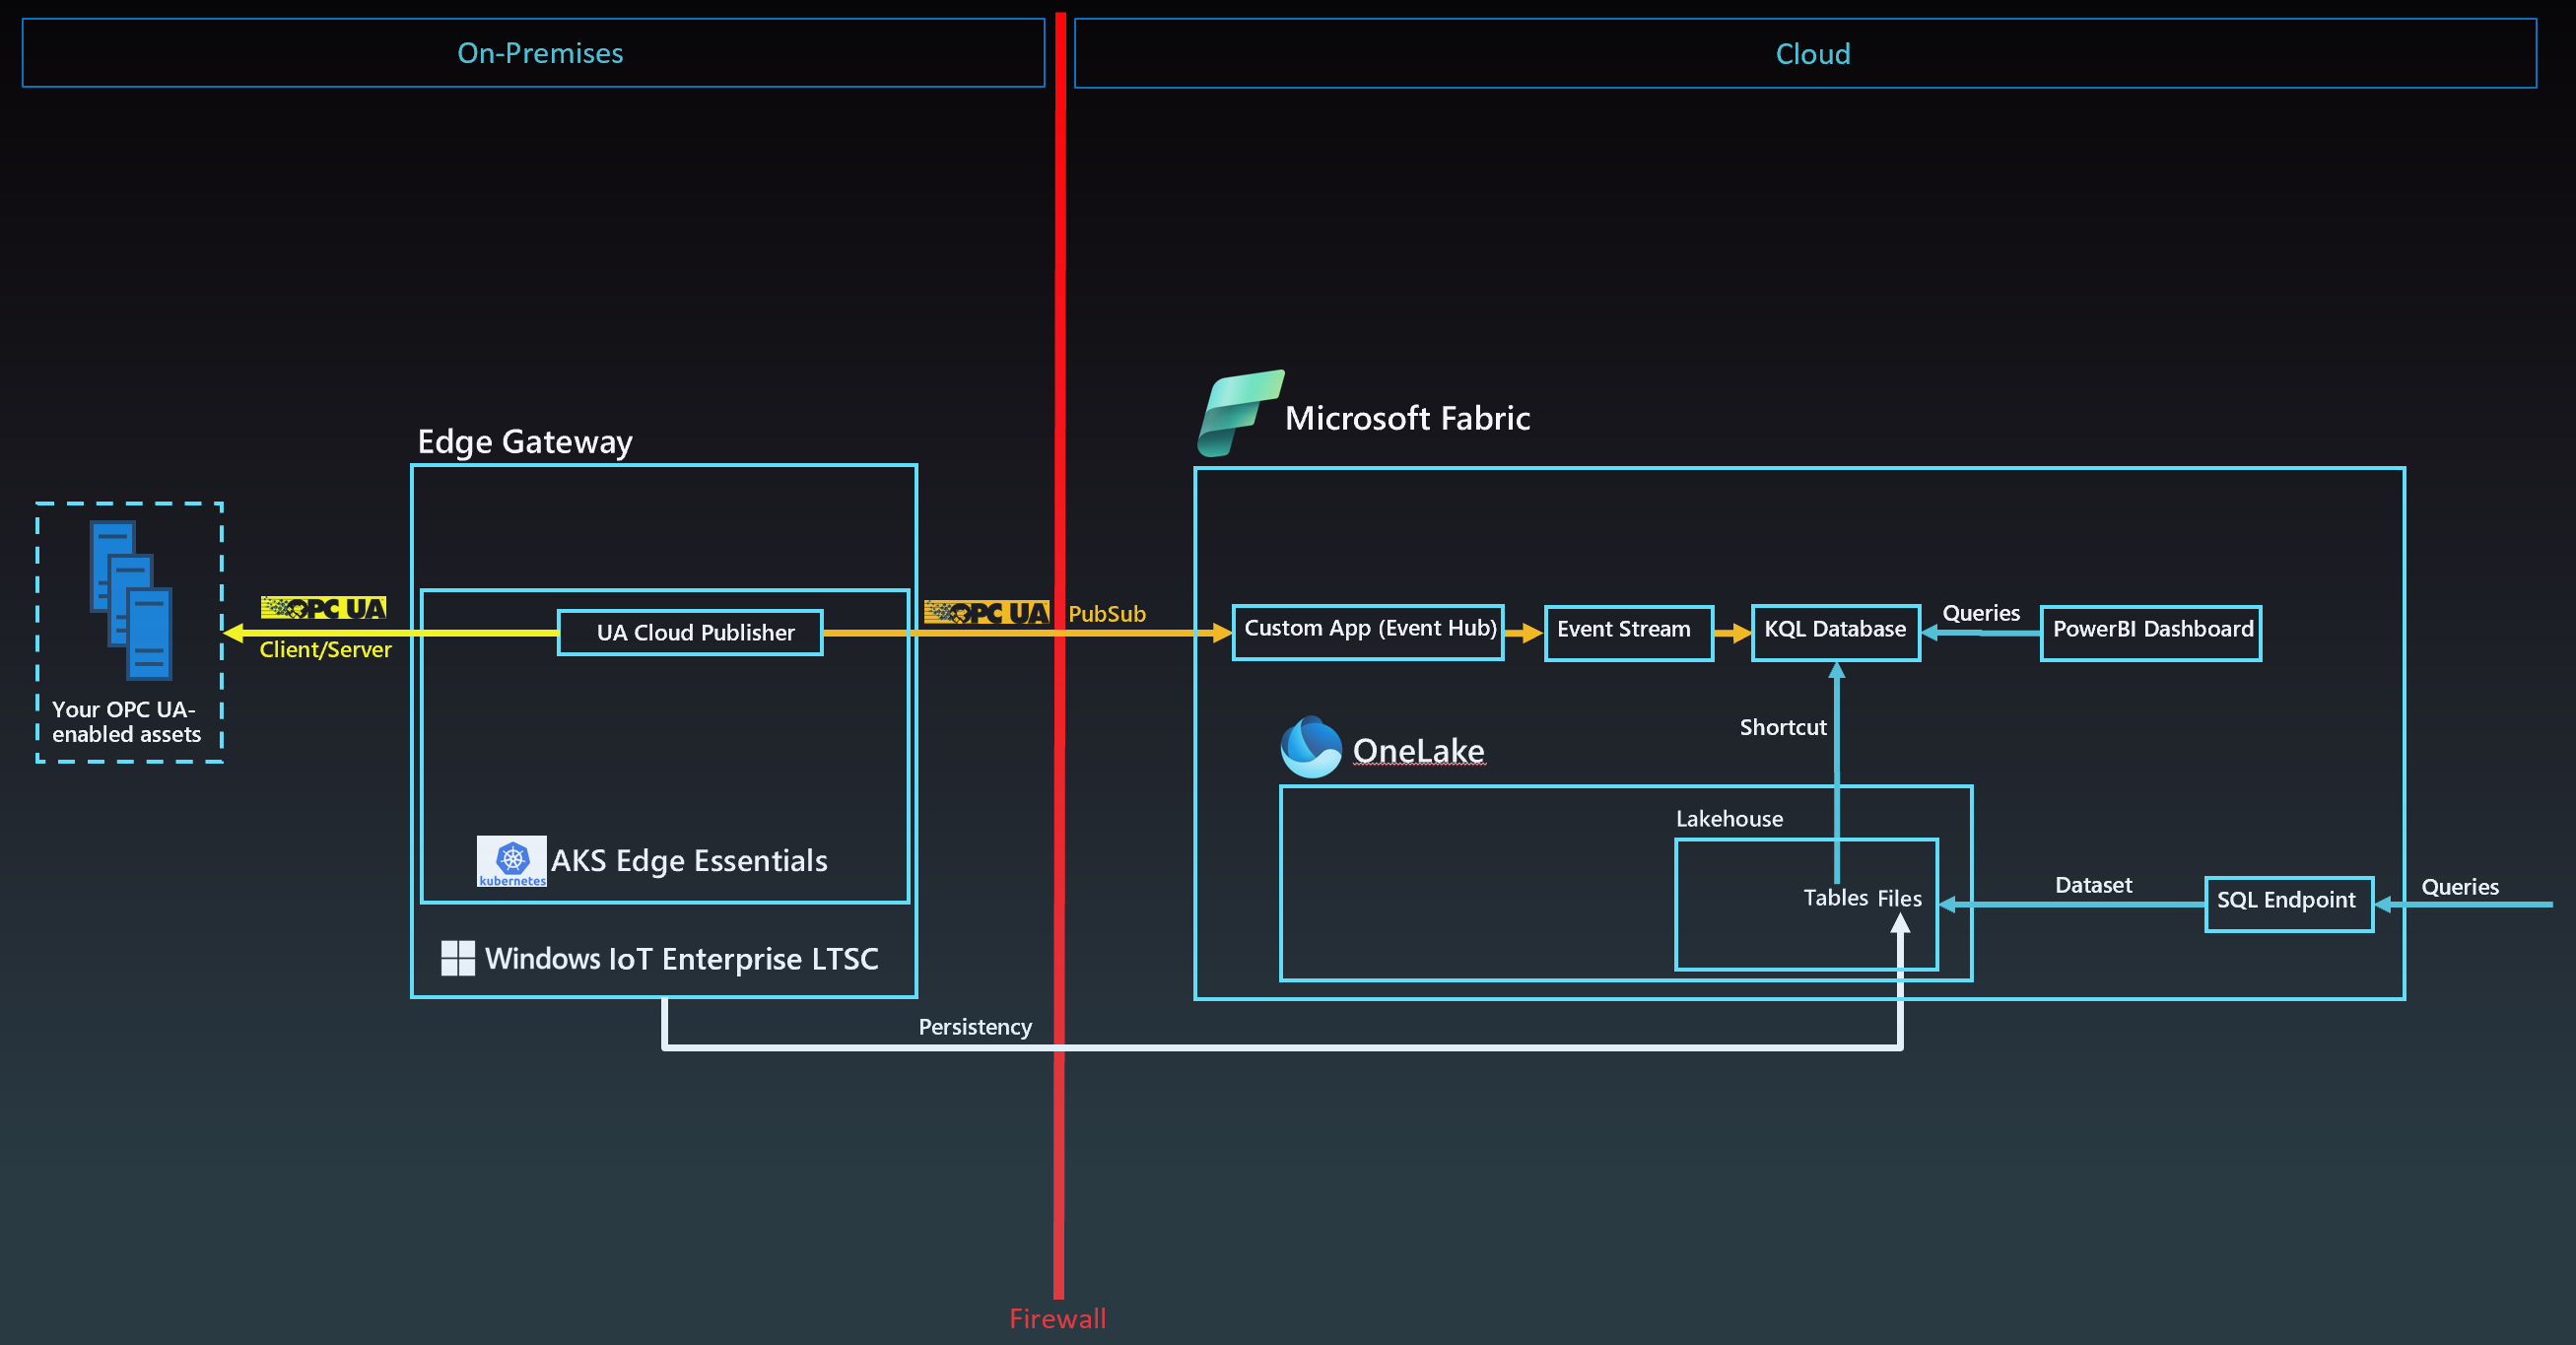 On-Premises
Cloud
Microsoft Fabric
Edge Gateway
OPC UA
Client/Server
UA Cloud Publisher
OPC UA
PubSub
Custom App (Event Hub)
Event Stream
KQL Database
Queries
PowerBI Dashboard
Your OPC UA-
enabled assets
Shortcut
OneLake
Lakehouse
kubernetes
AKS Edge Essentials
Tables
Files
Dataset
SQL Endpoint
Queries
Windows IoT Enterprise LTSC
Persistency
Firewall